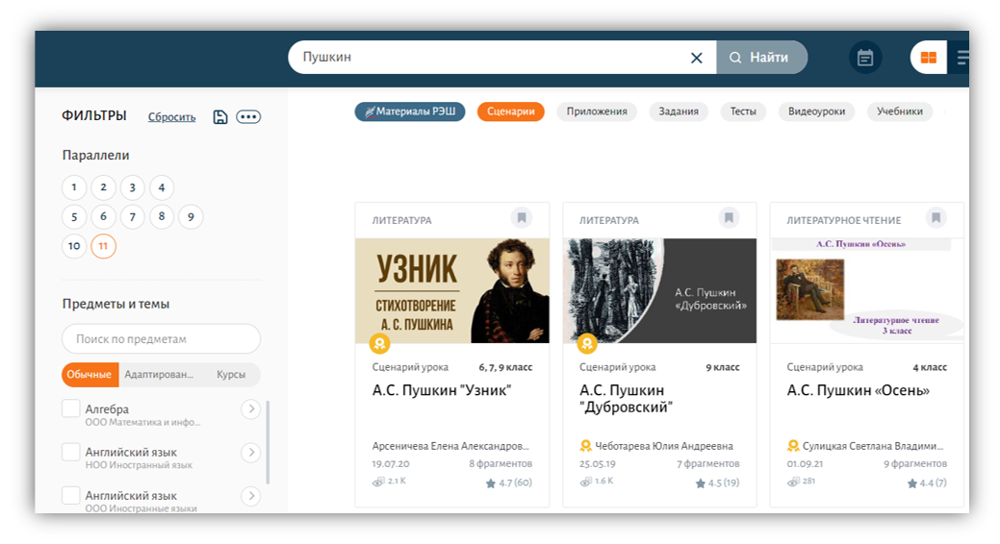 Пушкин
Найти
ФИЛЬТРЫ
Сбросить
Материалы РЭШ
Сценарии
Приложения
Задания
Тесты
Видеоуроки
Учебники
Параллели
1 2 3 4
5 6 7 8 9
10 11
Предметы и темы
Поиск по предметам
Обычные
Адаптирован...
Курсы
Алгебра
ООО Математика и инфо...
Английский язык
НОО Иностранный язык
Английский язык
ООО Иностранные языки
ЛИТЕРАТУРА
УЗНИК
СТИХОТВОРЕНИЕ
А. С. ПУШКИНА
Сценарий урока 6, 7, 9 класс
А.С. Пушкин "Узник"
Арсеничева Елена Александров...
19.07.20 8 фрагментов
2.1 K 4.7 (60)
ЛИТЕРАТУРА
А.С. Пушкин
«Дубровский»
Сценарий урока 9 класс
А.С. Пушкин
"Дубровский"
Чеботарева Юлия Андреевна
25.05.19 7 фрагментов
1.6 K 4.5 (19)
ЛИТЕРАТУРНОЕ ЧТЕНИЕ
А.С. Пушкин «Осень»
Литературное чтение
3 класс
Сценарий урока 4 класс
А.С. Пушкин «Осень»
Сулицкая Светлана Владими...
01.09.21 9 фрагментов
281 4.4 (7)